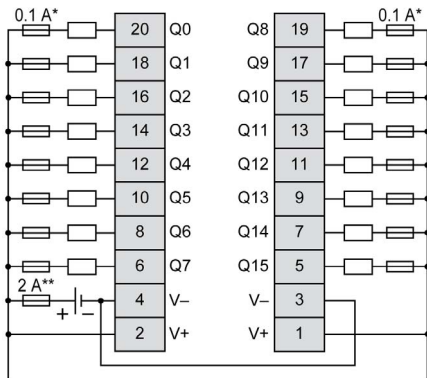 0.1 A* 20 Q0 Q8 19 0.1 A*
18 Q1 Q9 17
16 Q2 Q10 15
14 Q3 Q11 13
12 Q4 Q12 11
10 Q5 Q13 9
8 Q6 Q14 7
6 Q7 Q15 5
2 A** + – 4 V– V– 3
2 V+ V+ 1